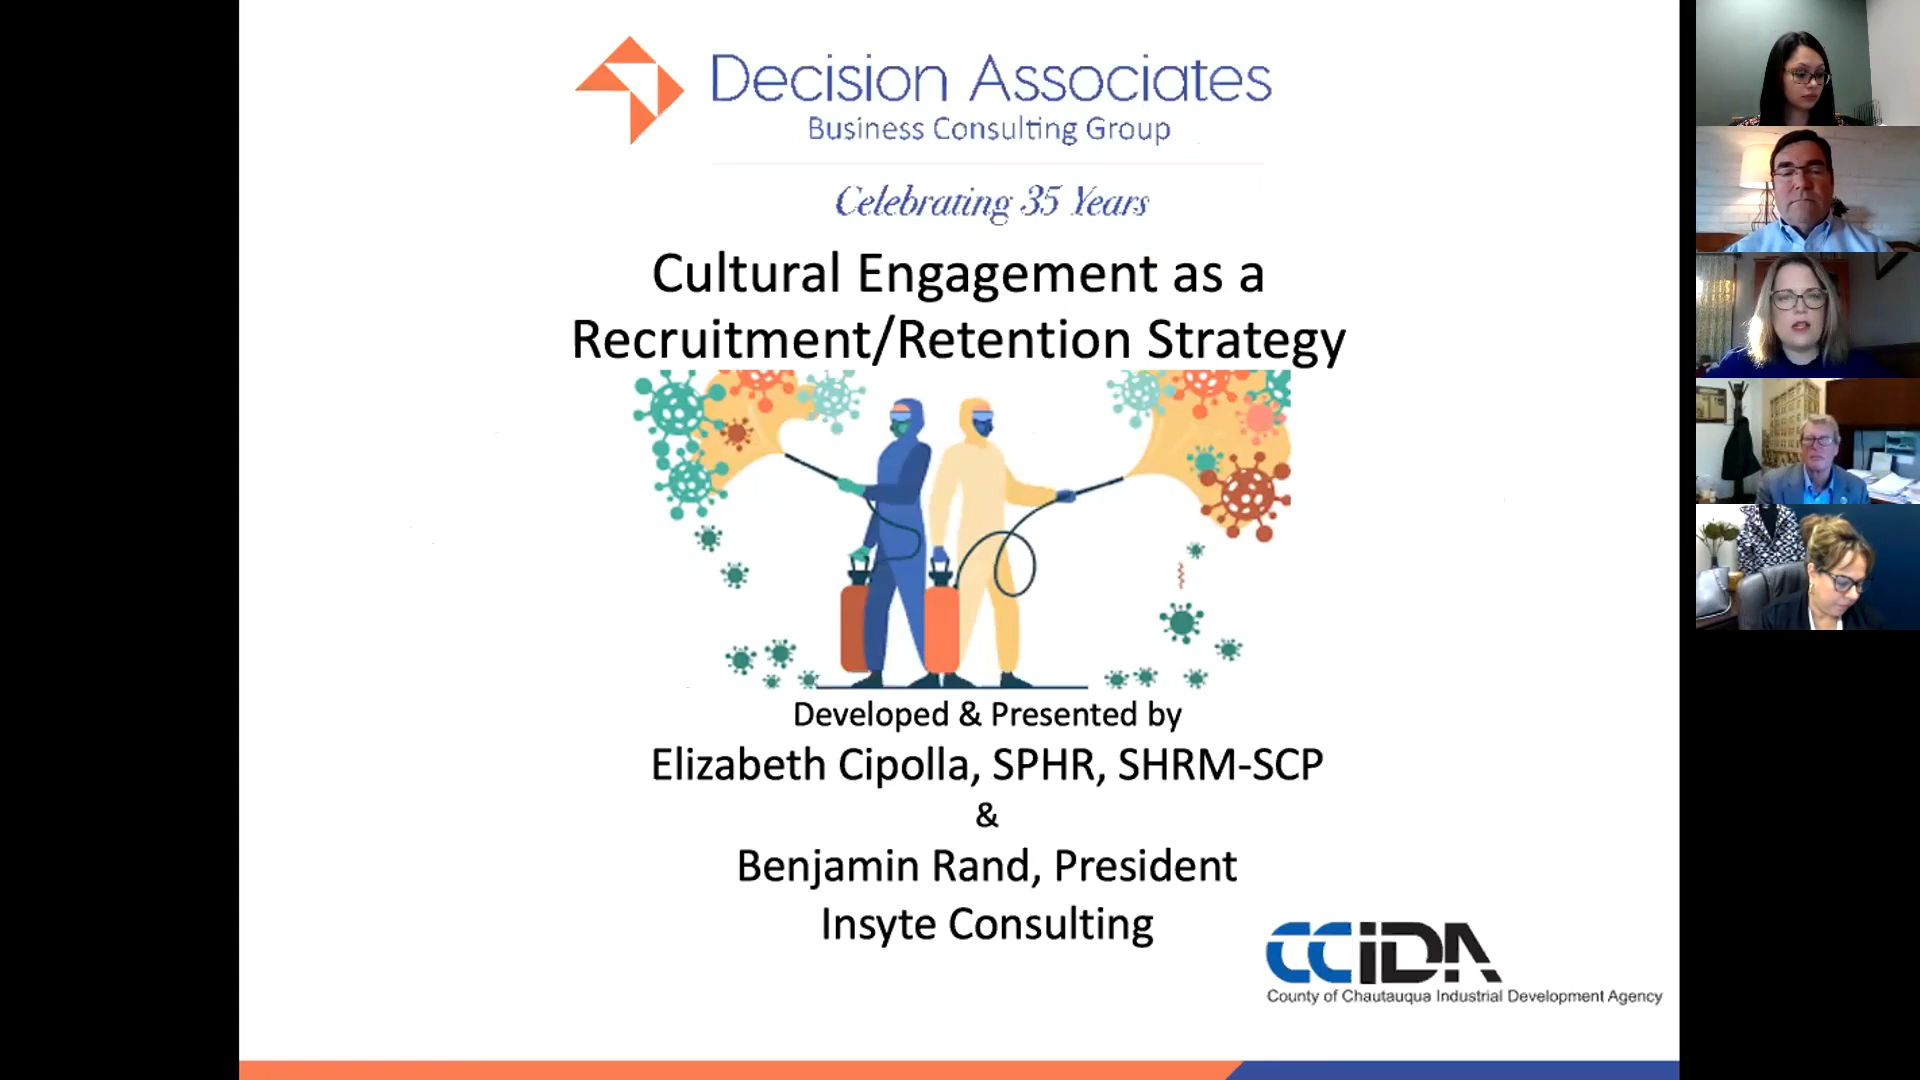 Decision Associates
Business Consulting Group
Celebrating 35 Years
Cultural Engagement as a
Recruitment/Retention Strategy
Developed & Presented by
Elizabeth Cipolla, SPHR, SHRM-SCP
&
Benjamin Rand, President
Insyte Consulting
CCIDA
County of Chautauqua Industrial Development Agency